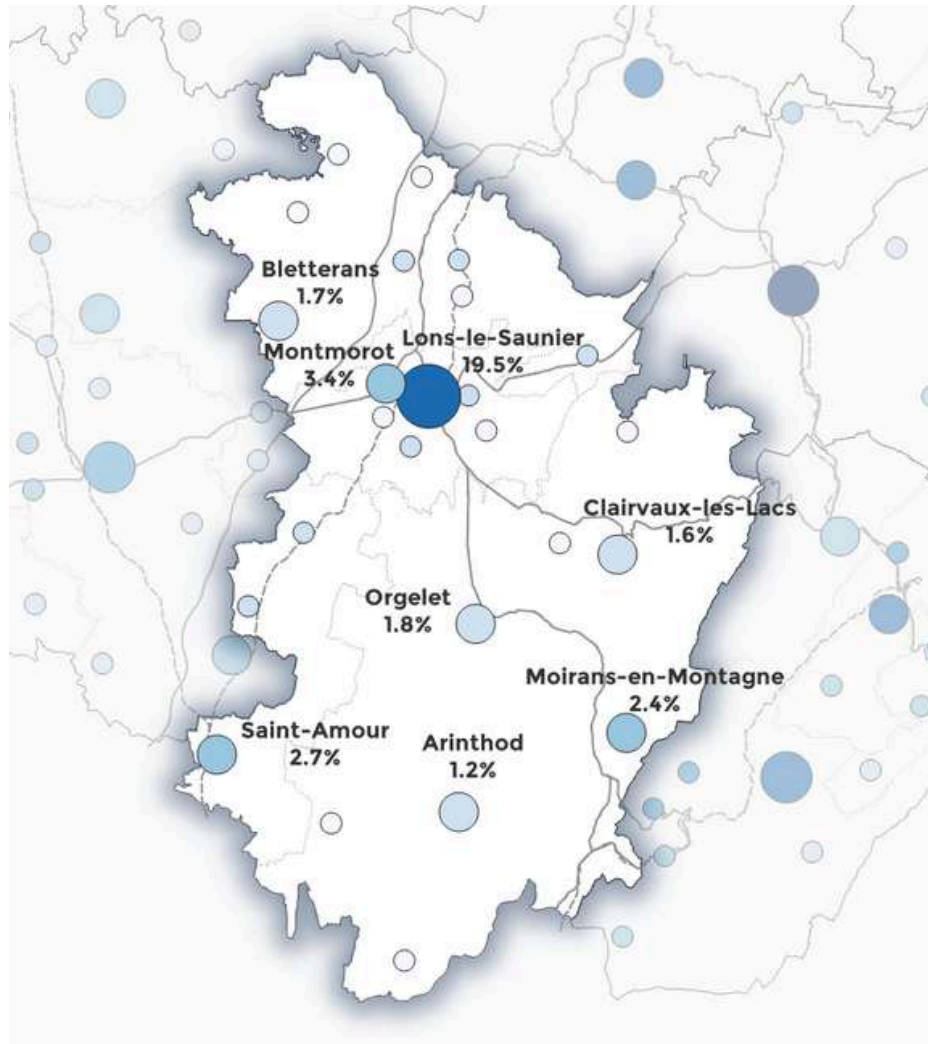 Bletterans
1.7%
Lons-le-Saunier
19.5%
Montmorot
3.4%
Clairvaux-les-Lacs
1.6%
Orgelet
1.8%
Moirans-en-Montagne
2.4%
Saint-Amour
2.7%
Arinthod
1.2%